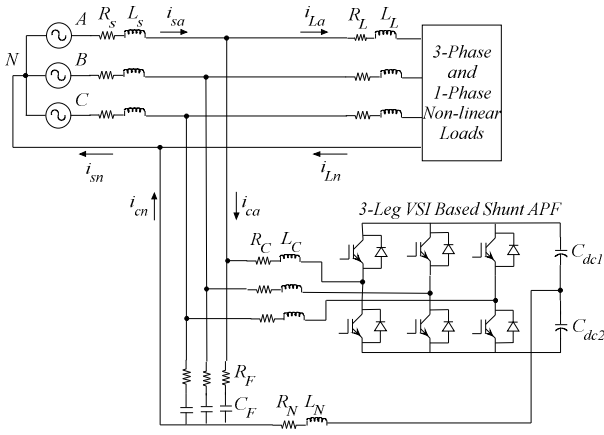 A
R_s
L_s
i_sa
i_La
R_L
L_L
N
B
C
3-Phase
and
1-Phase
Non-linear
Loads
i_sn
i_Ln
i_cn
i_ca
3-Leg VSI Based Shunt APF
R_C
L_C
C_dc1
C_dc2
R_F
C_F
R_N
L_N